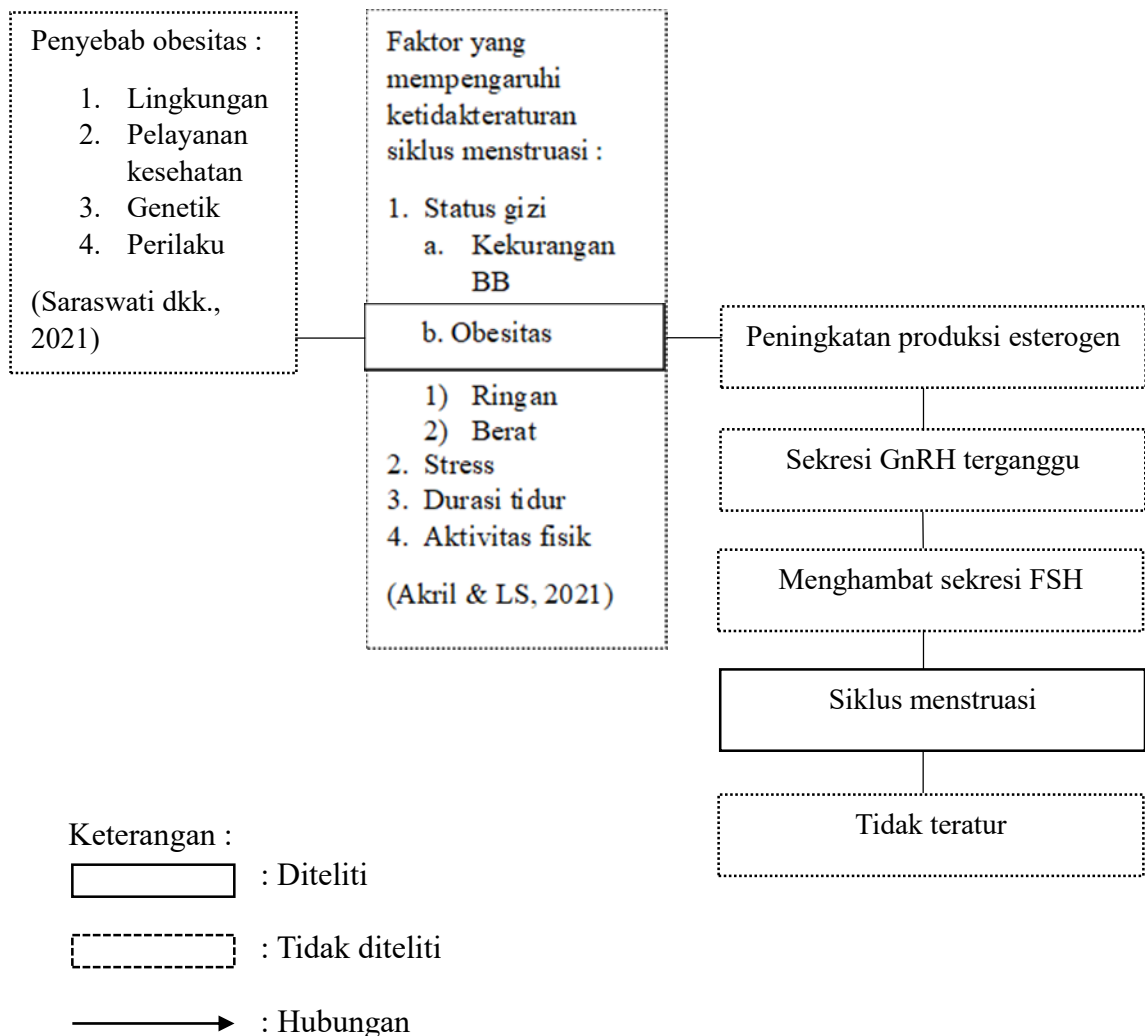 Penyebab obesitas :
1. Lingkungan
2. Pelayanan
kesehatan
3. Genetik
4. Perilaku
(Saraswati dkk.,
2021)
Faktor yang
mempengaruhi
ketidakteraturan
siklus menstruasi :
1. Status gizi
a. Kekurangan
BB
b. Obesitas
1) Ringan
2) Berat
2. Stress
3. Durasi tidur
4. Aktivitas fisik
(Akril & LS, 2021)
Peningkatan produksi esterogen
Sekresi GnRH terganggu
Menghambat sekresi FSH
Siklus menstruasi
Tidak teratur
Keterangan :
: Diteliti
: Tidak diteliti
: Hubungan